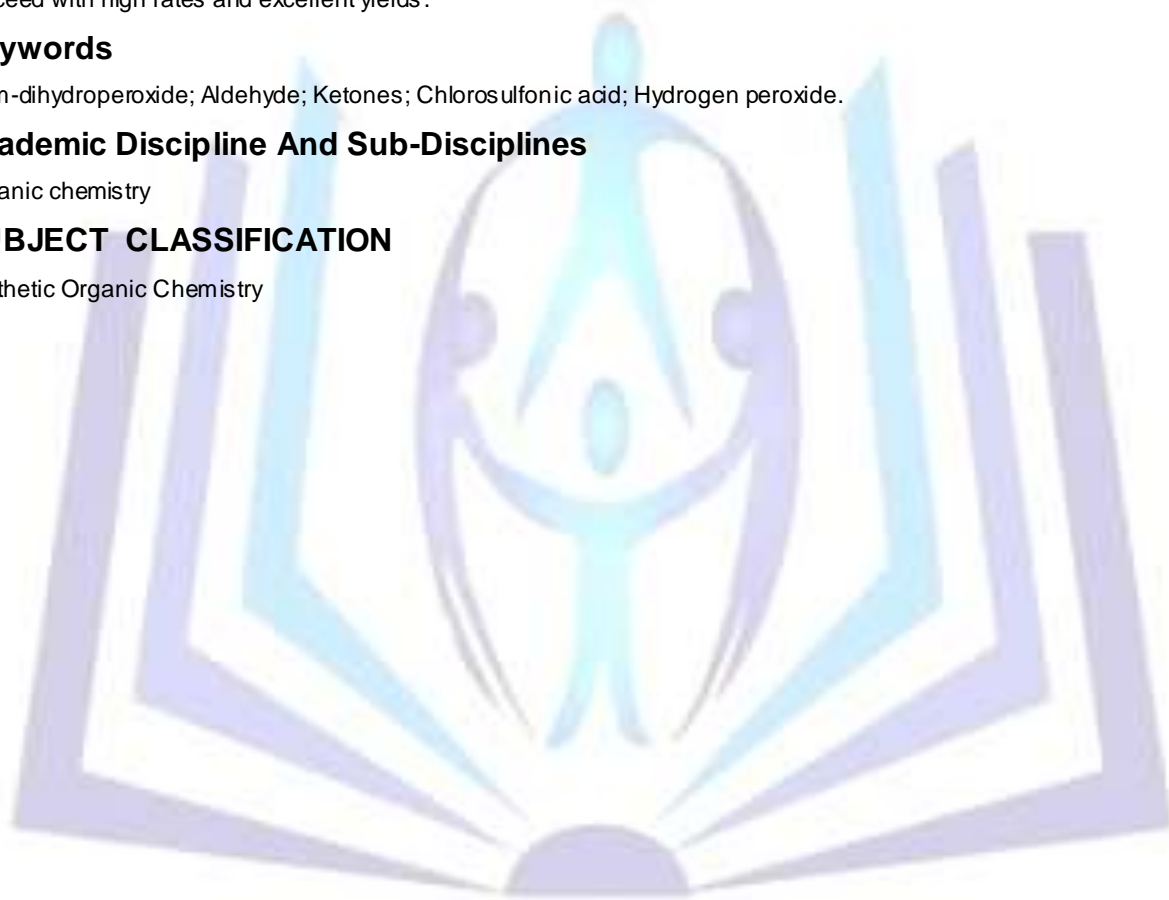 ceed with high rates and excellent yields.
ywords
n-dihydroperoxide; Aldehyde; Ketones; Chlorosulfonic acid; Hydrogen peroxide.
ademic Discipline And Sub-Disciplines
anic chemistry
BJECT CLASSIFICATION
thetic Organic Chemistry